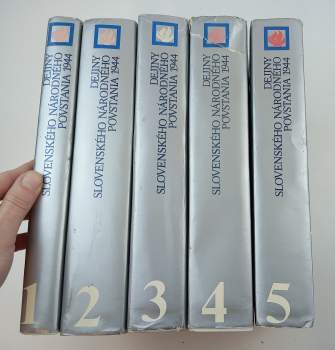 DEJINY
SLOVENSKÉHO NÁRODNÉHO
POVSTANIA 1944
1
DEJINY
SLOVENSKÉHO NÁRODNÉHO
POVSTANIA 1944
2
DEJINY
SLOVENSKÉHO NÁRODNÉHO
POVSTANIA 1944
3
DEJINY
SLOVENSKÉHO NÁRODNÉHO
POVSTANIA 1944
4
DEJINY
SLOVENSKÉHO NÁRODNÉHO
POVSTANIA 1944
5